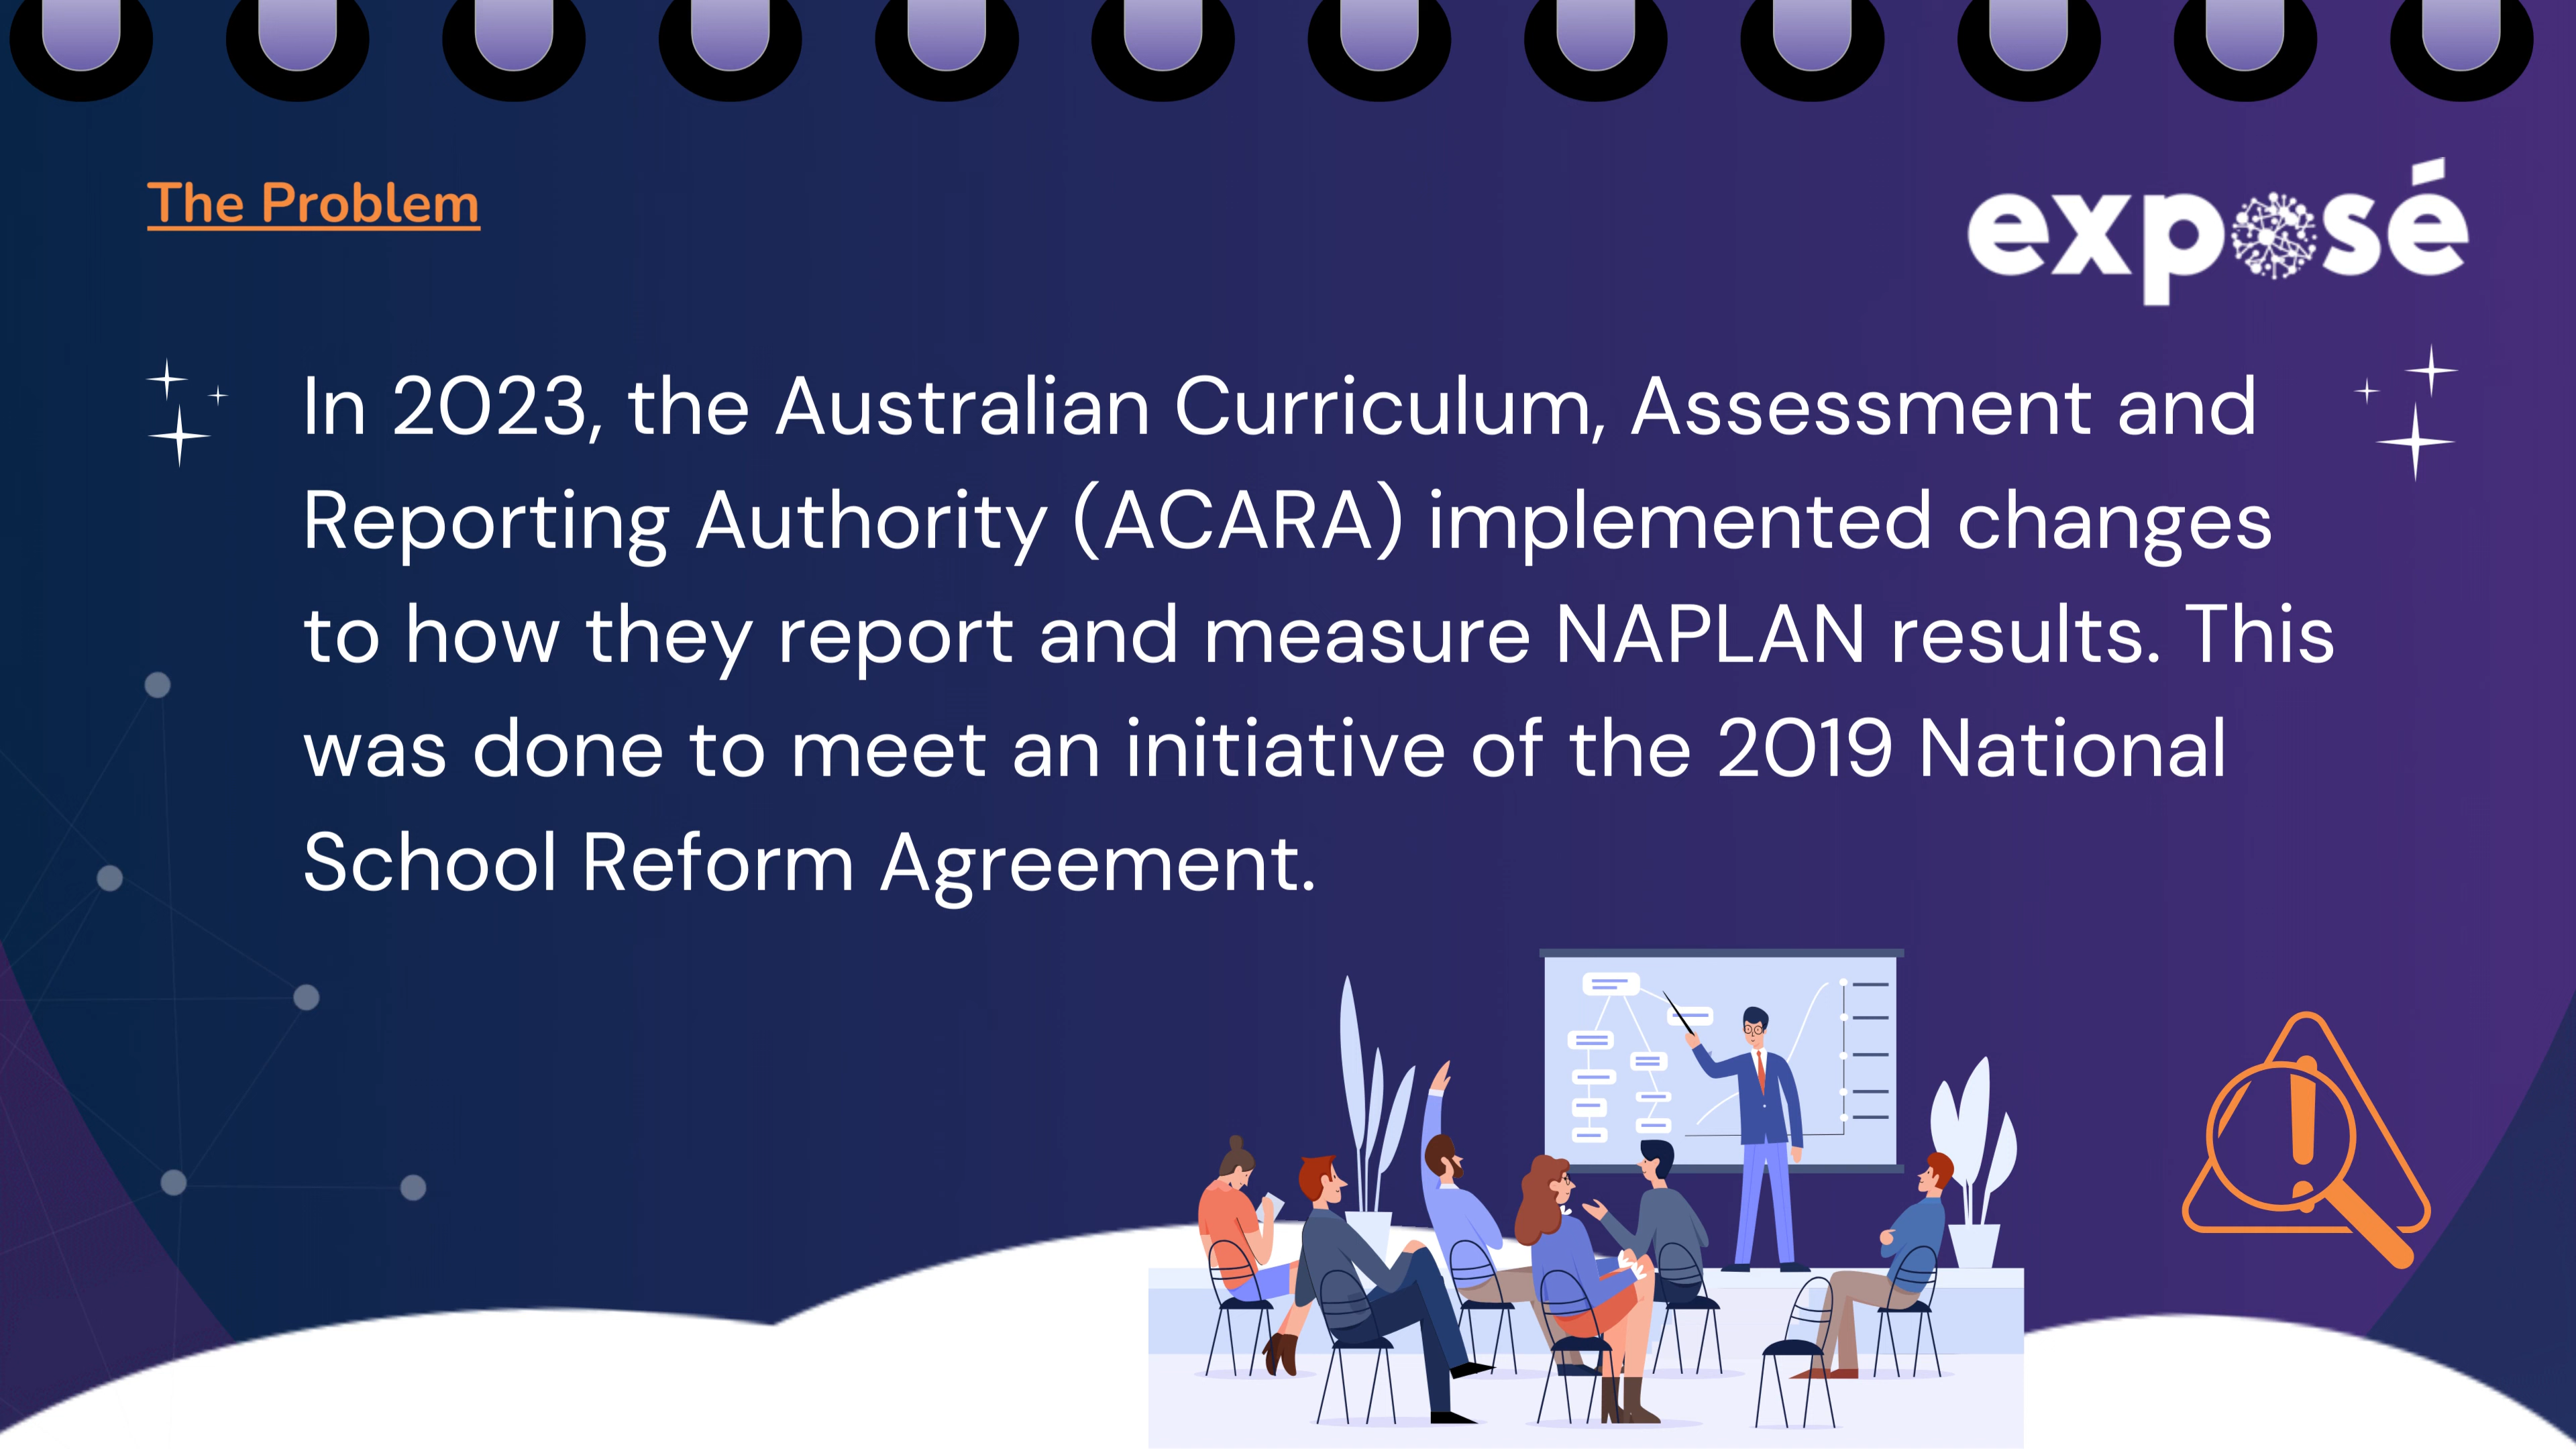 The Problem
exposé
In 2023, the Australian Curriculum, Assessment and
Reporting Authority (ACARA) implemented changes
to how they report and measure NAPLAN results. This
was done to meet an initiative of the 2019 National
School Reform Agreement.